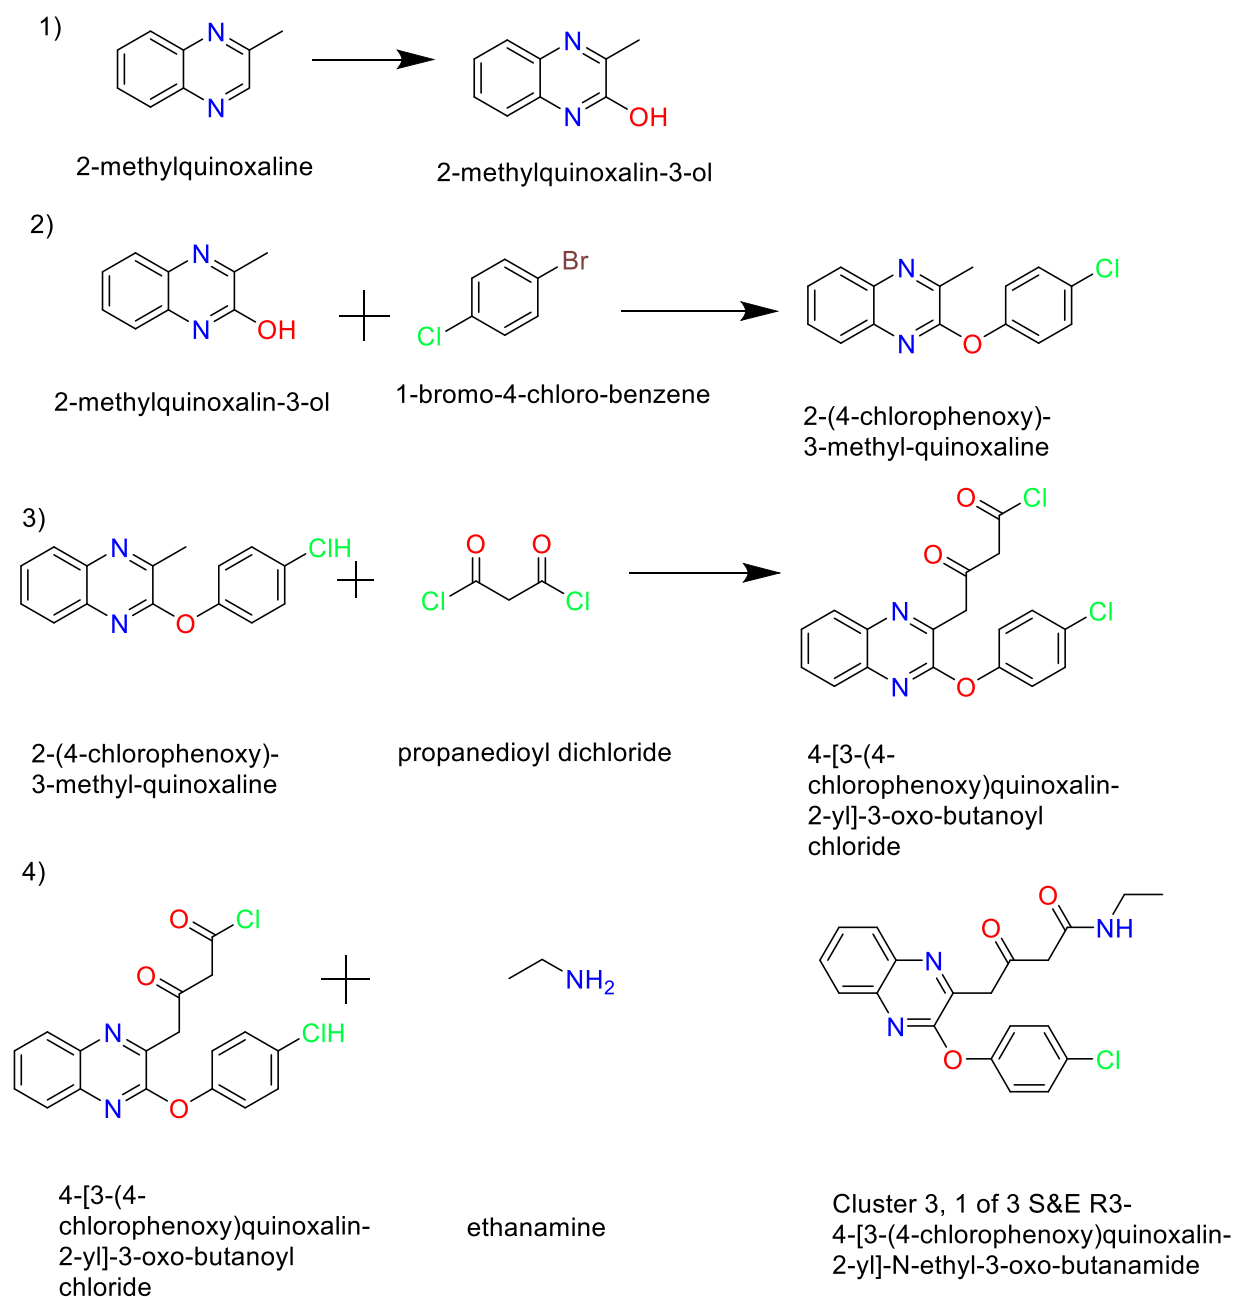 1)
N
N
2-methylquinoxaline
N
N
OH
2-methylquinoxalin-3-ol
2)
N
N
OH
2-methylquinoxalin-3-ol
Br
Cl
1-bromo-4-chloro-benzene
N
N
O
Cl
2-(4-chlorophenoxy)-
3-methyl-quinoxaline
3)
N
N
O
ClH
2-(4-chlorophenoxy)-
3-methyl-quinoxaline
O O
Cl Cl
propanedioyl dichloride
O Cl
O
N
N
O
Cl
4-[3-(4-
chlorophenoxy)quinoxalin-
2-yl]-3-oxo-butanoyl
chloride
4)
O Cl
O
N
N
O
ClH
4-[3-(4-
chlorophenoxy)quinoxalin-
2-yl]-3-oxo-butanoyl
chloride
NH2
ethanamine
O
O
NH
N
N
O
Cl
Cluster 3, 1 of 3 S&E R3-
4-[3-(4-chlorophenoxy)quinoxalin-
2-yl]-N-ethyl-3-oxo-butanamide